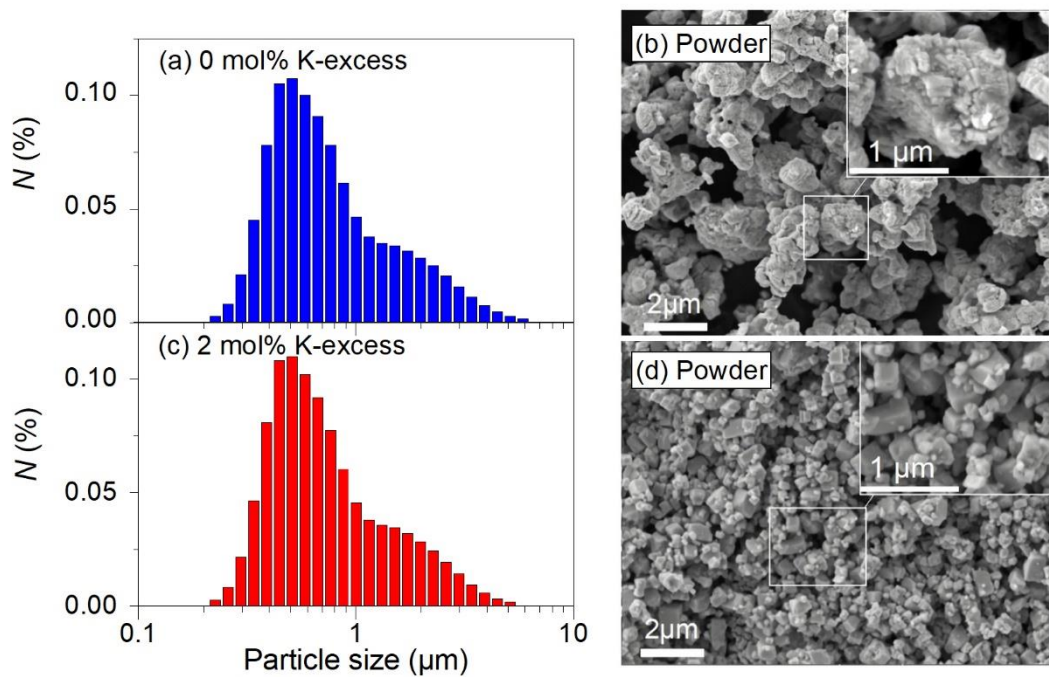 (a) 0 mol% K-excess
N (%)
0.10
0.05
0.00
(c) 2 mol% K-excess
N (%)
0.10
0.05
0.00
0.1
1
10
Particle size (μm)
(b) Powder
1 μm
2μm
(d) Powder
1 μm
2μm